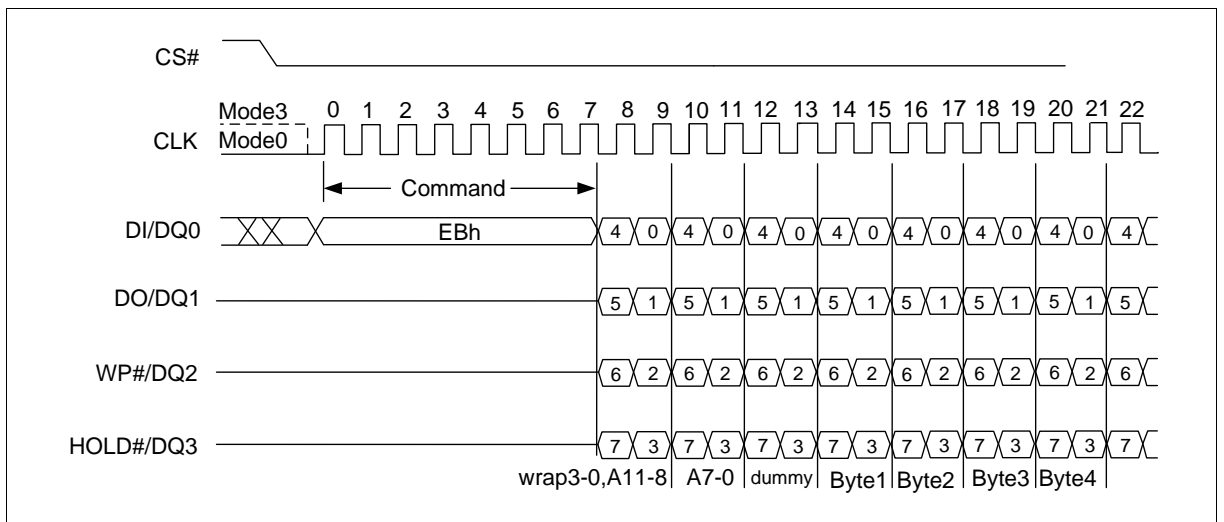 CS#
Mode3 0 1 2 3 4 5 6 7 8 9 10 11 12 13 14 15 16 17 18 19 20 21 22
CLK Mode0
Command
DI/DQ0 EBh 4 0 4 0 4 0 4 0 4 0 4 0 4 0 4
DO/DQ1 5 1 5 1 5 1 5 1 5 1 5 1 5 1 5
WP#/DQ2 6 2 6 2 6 2 6 2 6 2 6 2 6 2 6
HOLD#/DQ3 7 3 7 3 7 3 7 3 7 3 7 3 7 3 7
wrap3-0,A11-8 A7-0 dummy Byte1 Byte2 Byte3 Byte4